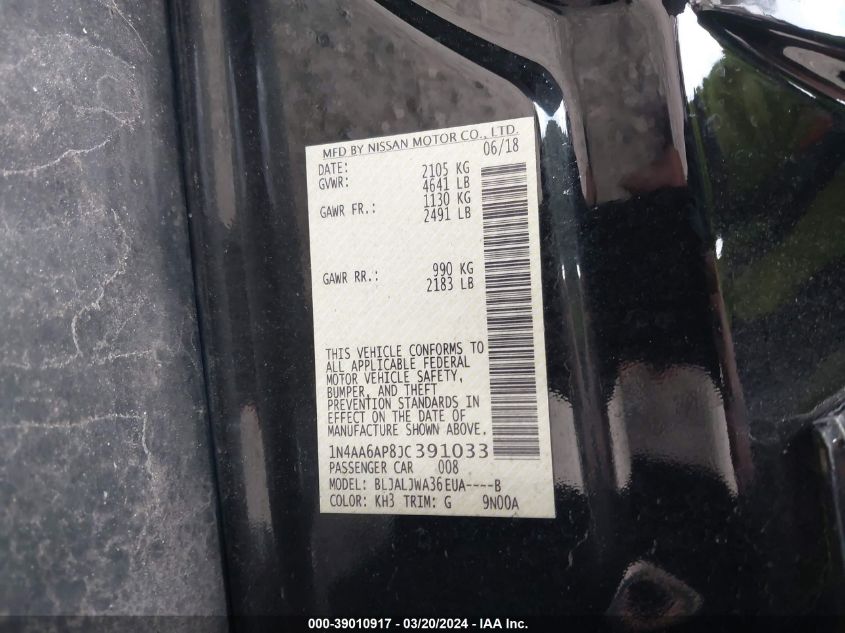 MFD BY NISSAN MOTOR CO., LTD.
DATE: 06/18
GVWR: 2105 KG
4641 LB
GAWR FR.: 1130 KG
2491 LB
GAWR RR.: 990 KG
2183 LB
THIS VEHICLE CONFORMS TO
ALL APPLICABLE FEDERAL
MOTOR VEHICLE SAFETY,
BUMPER, AND THEFT
PREVENTION STANDARDS IN
EFFECT ON THE DATE OF
MANUFACTURE SHOWN ABOVE.
1N4AA6AP8JC391033
PASSENGER CAR 008
MODEL: BLJALJWA36EUA----B
COLOR: KH3 TRIM: G 9N00A
000-39010917 - 03/20/2024 - IAA Inc.